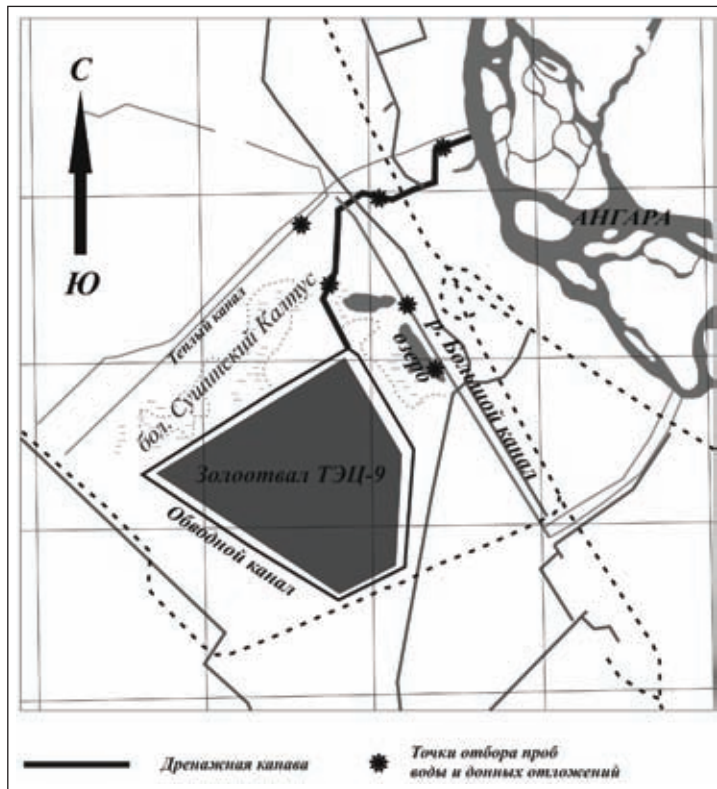 С
Ю
АНГАРА
Теплый канал
бол. Сушинский Калтус
озеро
р. Большой канал
Золоотвал ТЭЦ-9
Обводной канал
Дренажная канава
Точки отбора проб
воды и донных отложений